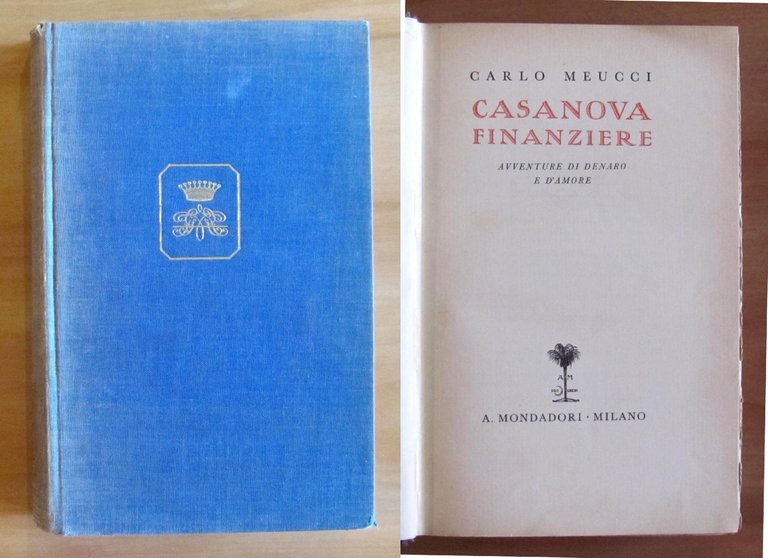 CARLO MEUCCI
CASANOVA
FINANZIERE
AVVENTURE DI DENARO
E D'AMORE
A M
A. MONDADORI · MILANO